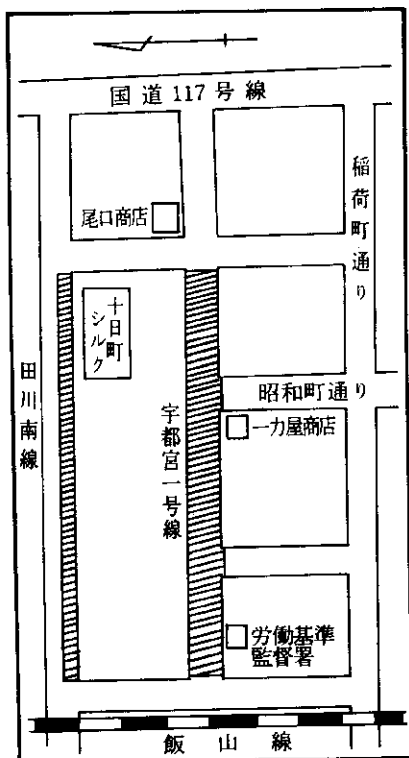 国道117号線
尾口商店
稲荷町通り
十日町
シルク
田川南線
宇都宮一号線
昭和町通り
一力屋商店
労働基準
監督署
飯山線